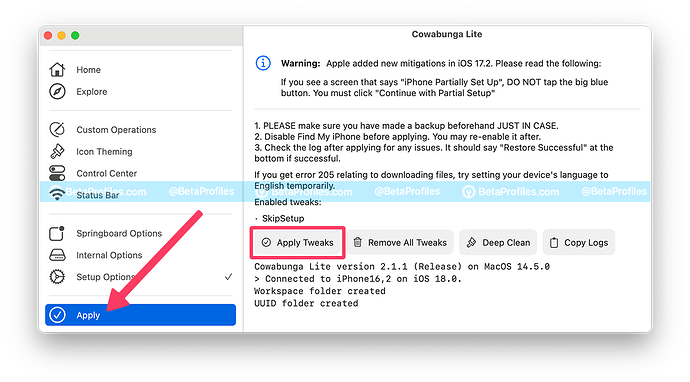 Cowabunga Lite
Home
Explore
Custom Operations
Icon Theming
Control Center
Status Bar
Springboard Options
Internal Options
Setup Options
Apply
Warning: Apple added new mitigations in iOS 17.2. Please read the following:
If you see a screen that says "iPhone Partially Set Up", DO NOT tap the big blue
button. You must click "Continue with Partial Setup"
1. PLEASE make sure you have made a backup beforehand JUST IN CASE.
2. Disable Find My iPhone before applying. You may re-enable it after.
3. Check the log after applying for any issues. It should say "Restore Successful" at the
bottom if successful.
If you get error 205 relating to downloading files, try setting your device's language to
English temporarily.
BetaProfiles.com @BetaProfiles BetaProfiles.com @BetaProfiles BetaProfiles.com
Enabled tweaks:
- SkipSetup
Apply Tweaks Remove All Tweaks Deep Clean Copy Logs
Cowabunga Lite version 2.1.1 (Release) on MacOS 14.5.0
> Connected to iPhone16,2 on iOS 18.0.
Workspace folder created
UUID folder created